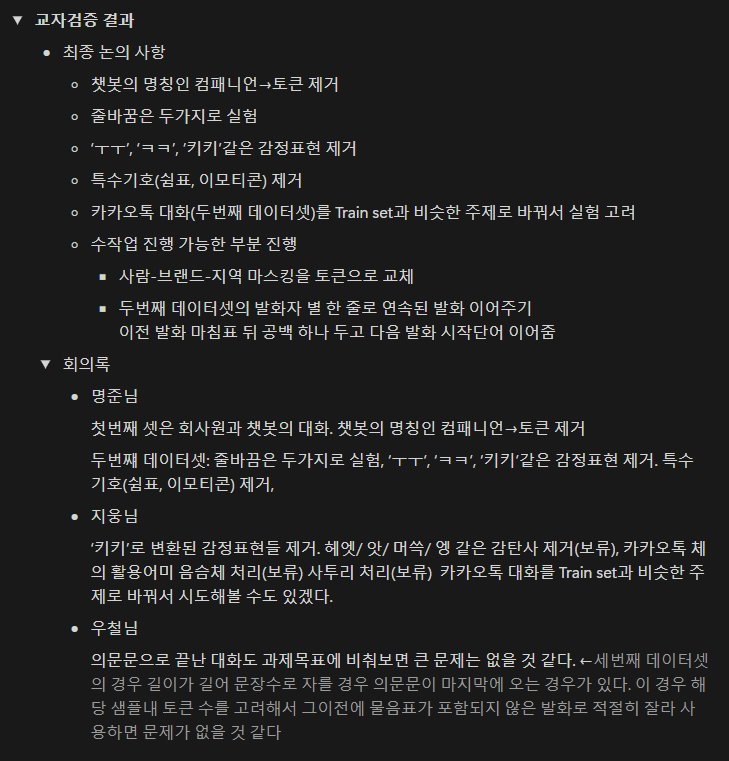 교자검증 결과
최종 논의 사항
챗봇의 명칭인 컴패니언→토큰 제거
줄바꿈은 두가지로 실험
‘ㅜㅜ’, ‘ㅋㅋ’, ‘키키’같은 감정표현 제거
특수기호(쉼표, 이모티콘) 제거
카카오톡 대화(두번째 데이터셋)를 Train set과 비슷한 주제로 바꿔서 실험 고려
수작업 진행 가능한 부분 진행
사람-브랜드-지역 마스킹을 토큰으로 교체
두번째 데이터셋의 발화자 별 한 줄로 연속된 발화 이어주기
이전 발화 마침표 뒤 공백 하나 두고 다음 발화 시작단어 이어줌
회의록
명준님
첫번째 셋은 회사원과 챗봇의 대화. 챗봇의 명칭인 컴패니언→토큰 제거
두번쨰 데이터셋: 줄바끔은 두가지로 실험, ‘ㅜㅜ’, ‘ㅋㅋ’, ‘키키’같은 감정표현 제거. 특수
기호(쉼표, 이모티콘) 제거,
지웅님
‘키키’로 변환된 감정표현들 제거. 헤엣/ 앗/ 머쓱/ 엥 같은 감탄사 제거(보류), 카카오톡 체
의 활용어미 음슴체 처리(보류) 사투리 처리(보류) 카카오톡 대화를 Train set과 비슷한 주
제로 바꿔서 시도해볼 수도 있겠다.
우철님
의문문으로 끝난 대화도 과제목표에 비춰보면 큰 문제는 없을 것 같다. ←세번째 데이터셋
의 경우 길이가 길어 문장수로 자를 경우 의문문이 마지막에 오는 경우가 있다. 이 경우 해
당 샘플내 토큰 수를 고려해서 그이전에 물음표가 포함되지 않은 발화로 적절히 잘라 사
용하면 문제가 없을 것 같다